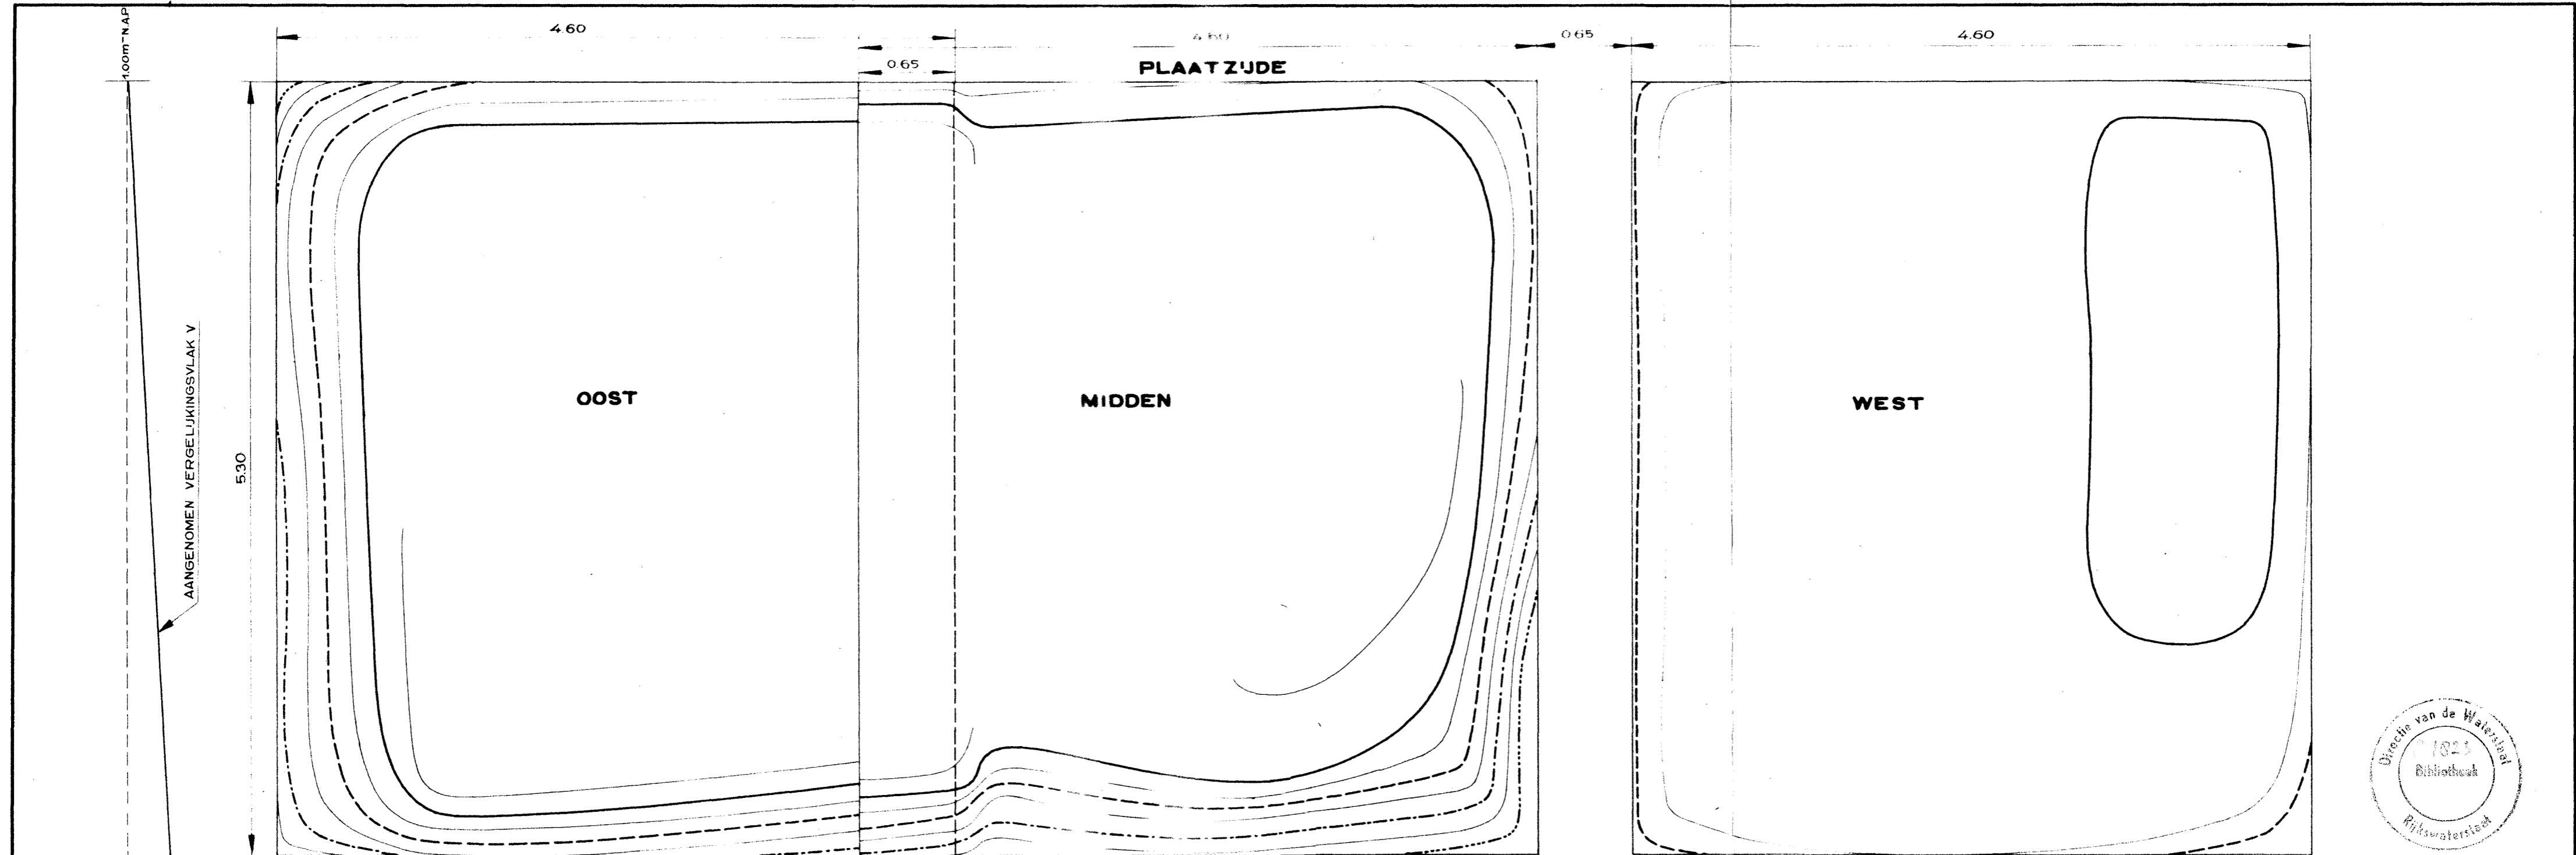 1.00m-N.A.P.
4.60
4.60
0.65
4.60
0.65
PLAATZIJDE
AANGENOMEN VERGELIJKINGSVLAK V
5.30
OOST
MIDDEN
WEST
Directie van de Waterstaat
Bibliotheek
Rijkswaterstaat